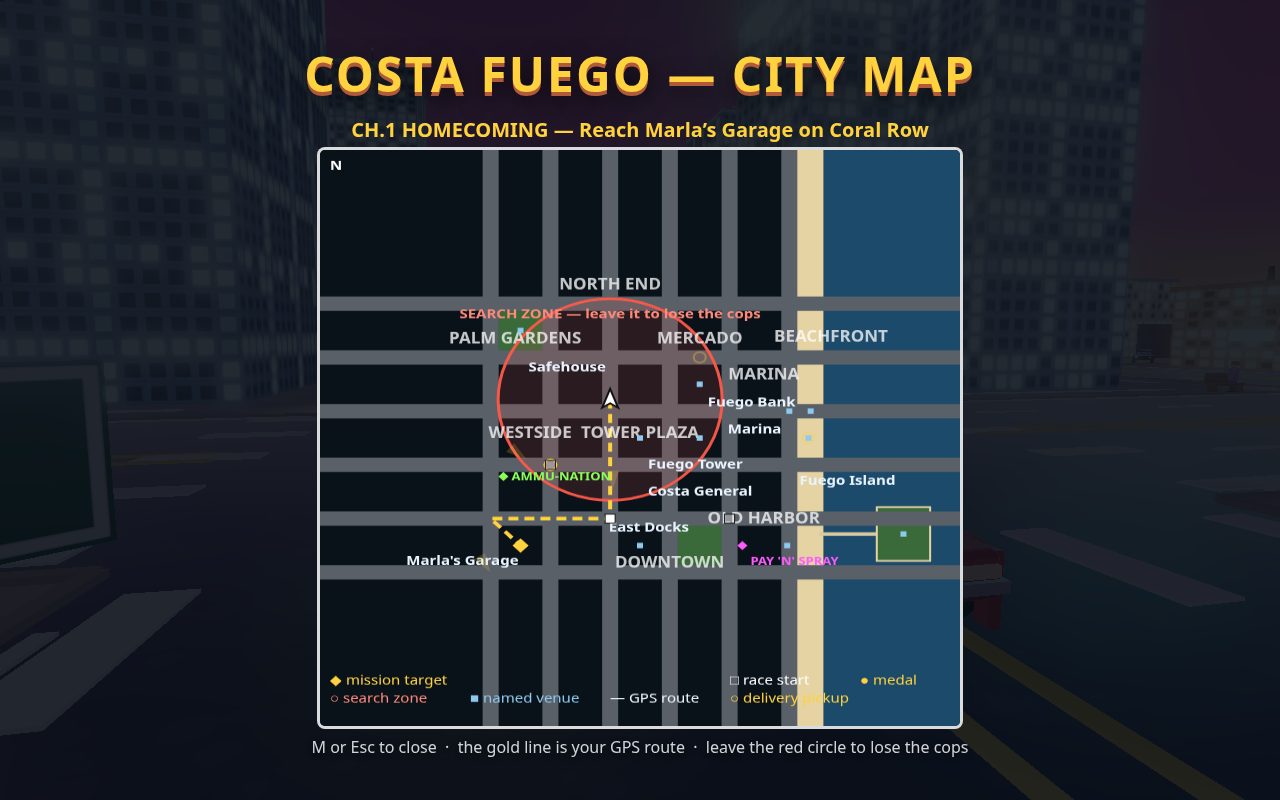 COSTA FUEGO — CITY MAP
CH.1 HOMECOMING — Reach Marla's Garage on Coral Row
N
NORTH END
SEARCH ZONE — leave it to lose the cops
PALM GARDENS
MERCADO
BEACHFRONT
Safehouse
MARINA
Fuego Bank
WESTSIDE
TOWER PLAZA
Marina
Fuego Tower
◆ AMMU-NATION
Fuego Island
Costa General
OLD HARBOR
East Docks
Marla's Garage
DOWNTOWN
PAY 'N' SPRAY
◆ mission target
□ race start
● medal
○ search zone
■ named venue
— GPS route
○ delivery pickup
M or Esc to close · the gold line is your GPS route · leave the red circle to lose the cops